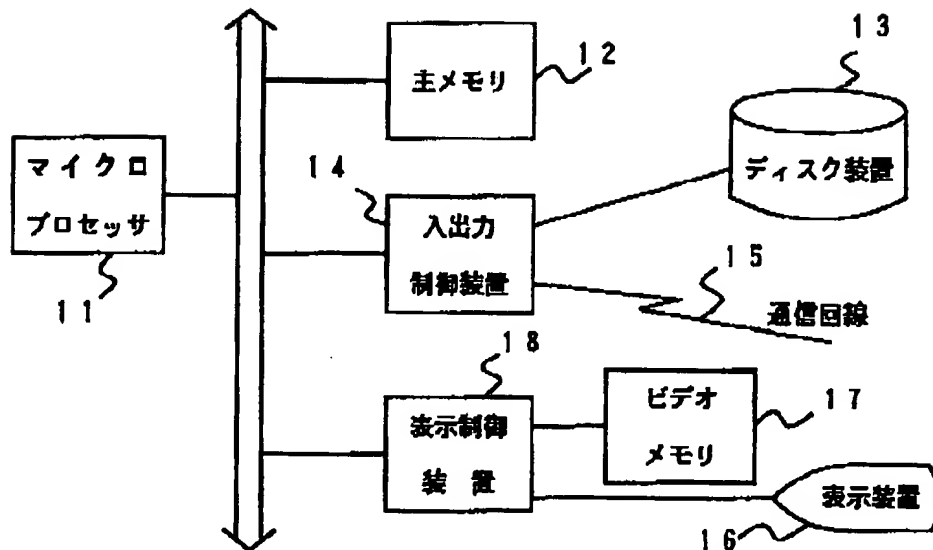 13
主メモリ
12
マイクロ
プロセッサ
11
ディスク装置
14
入出力
制御装置
15
通信回線
18
表示制御
装置
ビデオ
メモリ
17
表示装置
16